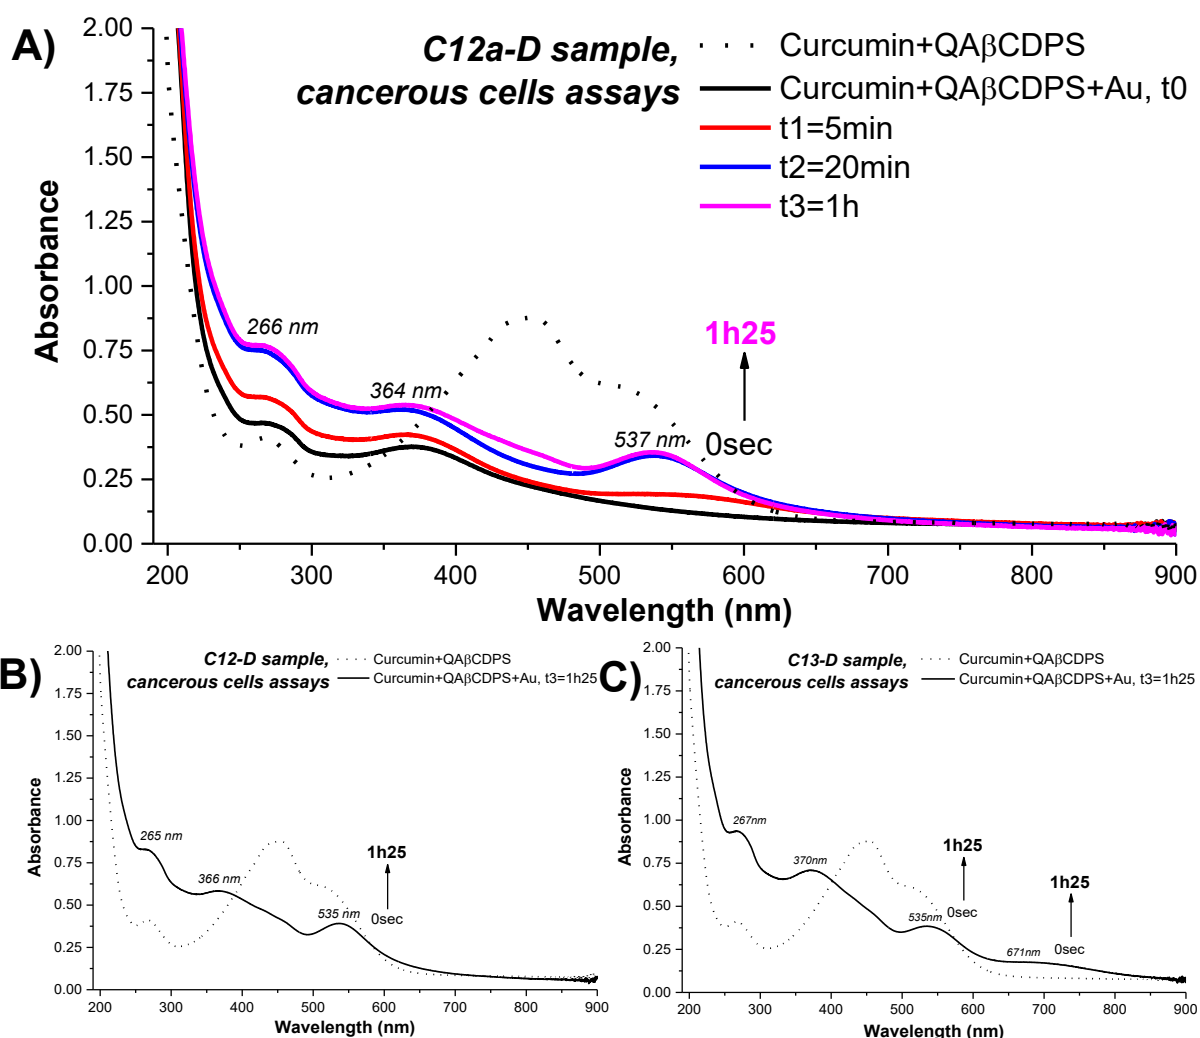 A)
C12a-D sample,
cancerous cells assays
Curcumin+QAβCDPS
Curcumin+QAβCDPS+Au, t0
t1=5min
t2=20min
t3=1h
2.00
1.75
1.50
1.25
1.00
0.75
0.50
0.25
0.00
Absorbance
266 nm
364 nm
537 nm
1h25
0sec
200 300 400 500 600 700 800 900
Wavelength (nm)
B)
C12-D sample,
cancerous cells assays
Curcumin+QAβCDPS
Curcumin+QAβCDPS+Au, t3=1h25
2.00
1.75
1.50
1.25
1.00
0.75
0.50
0.25
0.00
Absorbance
265 nm
366 nm
535 nm
1h25
0sec
200 300 400 500 600 700 800 900
Wavelength (nm)
C)
C13-D sample,
cancerous cells assays
Curcumin+QAβCDPS
Curcumin+QAβCDPS+Au, t3=1h25
2.00
1.75
1.50
1.25
1.00
0.75
0.50
0.25
0.00
Absorbance
267nm
370nm
535nm
671nm
1h25
0sec
1h25
0sec
200 300 400 500 600 700 800 900
Wavelength (nm)